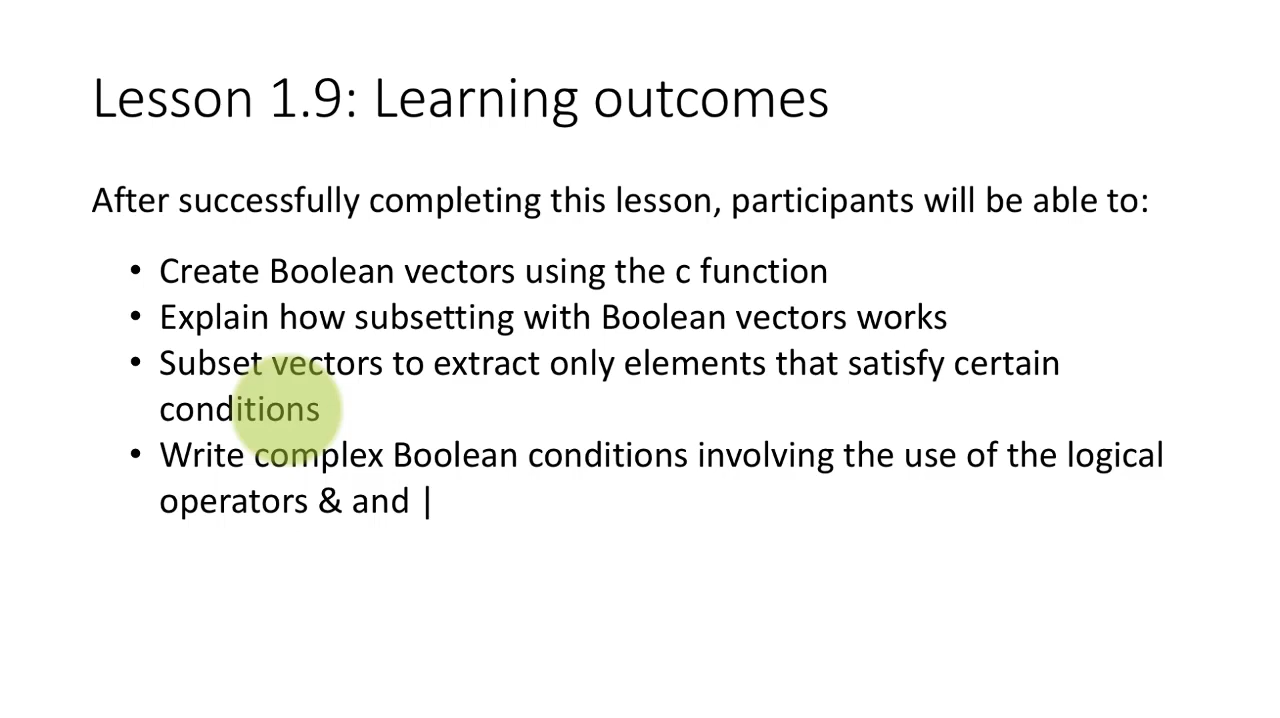 Lesson 1.9: Learning outcomes
After successfully completing this lesson, participants will be able to:
• Create Boolean vectors using the c function
• Explain how subsetting with Boolean vectors works
• Subset vectors to extract only elements that satisfy certain
conditions
• Write complex Boolean conditions involving the use of the logical
operators & and |